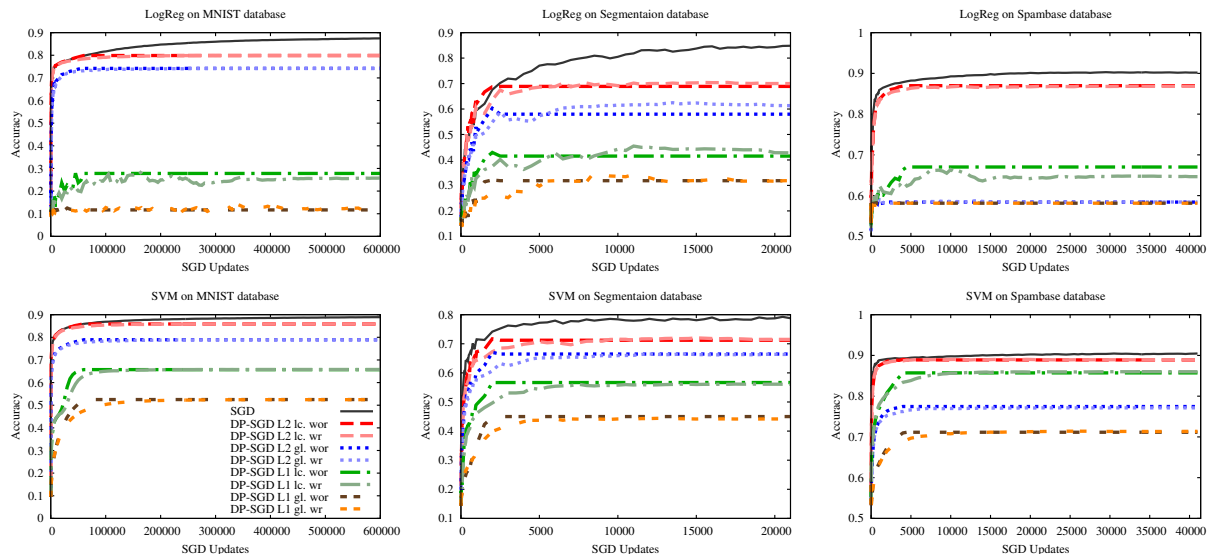 LogReg on MNIST database
Accuracy
0.9
0.8
0.7
0.6
0.5
0.4
0.3
0.2
0.1
0
0 100000 200000 300000 400000 500000 600000
SGD Updates
LogReg on Segmentaion database
Accuracy
0.9
0.8
0.7
0.6
0.5
0.4
0.3
0.2
0.1
0 5000 10000 15000 20000
SGD Updates
LogReg on Spambase database
Accuracy
1
0.9
0.8
0.7
0.6
0.5
0 5000 10000 15000 20000 25000 30000 35000 40000
SGD Updates
SVM on MNIST database
Accuracy
0.9
0.8
0.7
0.6
0.5
0.4
0.3
0.2
0.1
0
SGD
DP-SGD L2 lc. wor
DP-SGD L2 lc. wr
DP-SGD L2 gl. wor
DP-SGD L2 gl. wr
DP-SGD L1 lc. wor
DP-SGD L1 lc. wr
DP-SGD L1 gl. wor
DP-SGD L1 gl. wr
0 100000 200000 300000 400000 500000 600000
SGD Updates
SVM on Segmentaion database
Accuracy
0.8
0.7
0.6
0.5
0.4
0.3
0.2
0.1
0 5000 10000 15000 20000
SGD Updates
SVM on Spambase database
Accuracy
1
0.9
0.8
0.7
0.6
0.5
0 5000 10000 15000 20000 25000 30000 35000 40000
SGD Updates